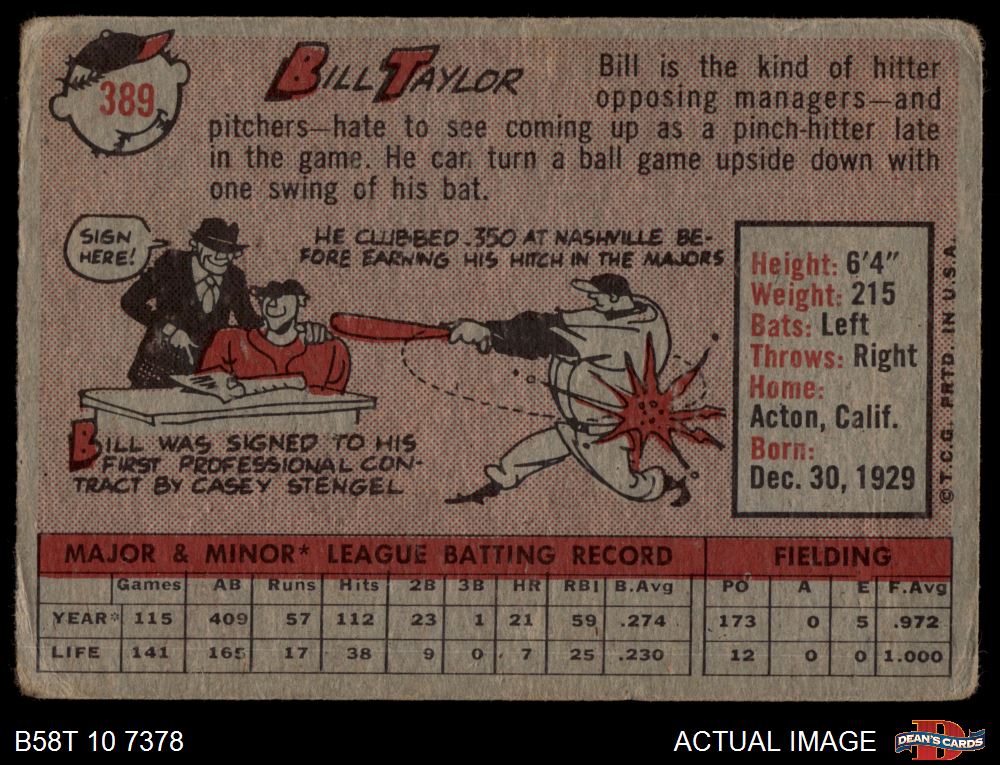 389
BILL TAYLOR
Bill is the kind of hitter
opposing managers—and
pitchers—hate to see coming up as a pinch-hitter late
in the game. He can turn a ball game upside down with
one swing of his bat.
SIGN
HERE!
HE CLUBBED .350 AT NASHVILLE BE-
FORE EARNING HIS HITCH IN THE MAJORS
BILL WAS SIGNED TO HIS
FIRST PROFESSIONAL CON-
TRACT BY CASEY STENGEL
Height: 6'4"
Weight: 215
Bats: Left
Throws: Right
Home:
Acton, Calif.
Born:
Dec. 30, 1929
© T.C.G. PRTD. IN U.S.A.
MAJOR & MINOR* LEAGUE BATTING RECORD FIELDING
Games AB Runs Hits 2B 3B HR RBI B.Avg PO A E F.Avg
YEAR* 115 409 57 112 23 1 21 59 .274 173 0 5 .972
LIFE 141 165 17 38 9 0 7 25 .230 12 0 0 1.000
B58T 10 7378
ACTUAL IMAGE
DEAN'S CARDS